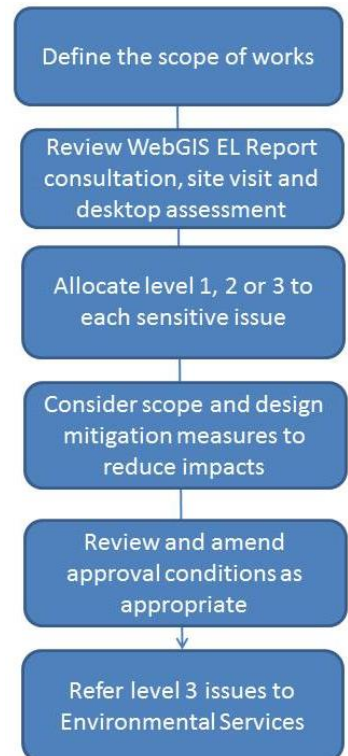 Define the scope of works
Review WebGIS EL Report
consultation, site visit and
desktop assessment
Allocate level 1, 2 or 3 to
each sensitive issue
Consider scope and design
mitigation measures to
reduce impacts
Review and amend
approval conditions as
appropriate
Refer level 3 issues to
Environmental Services